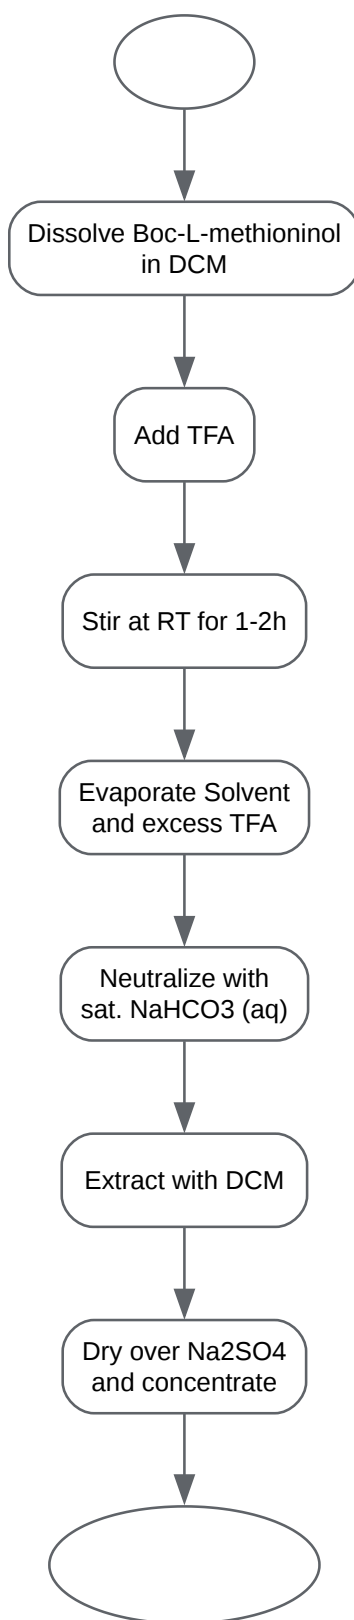 Dissolve Boc-L-methioninol
in DCM
Add TFA
Stir at RT for 1-2h
Evaporate Solvent
and excess TFA
Neutralize with
sat. NaHCO3 (aq)
Extract with DCM
Dry over Na2SO4
and concentrate